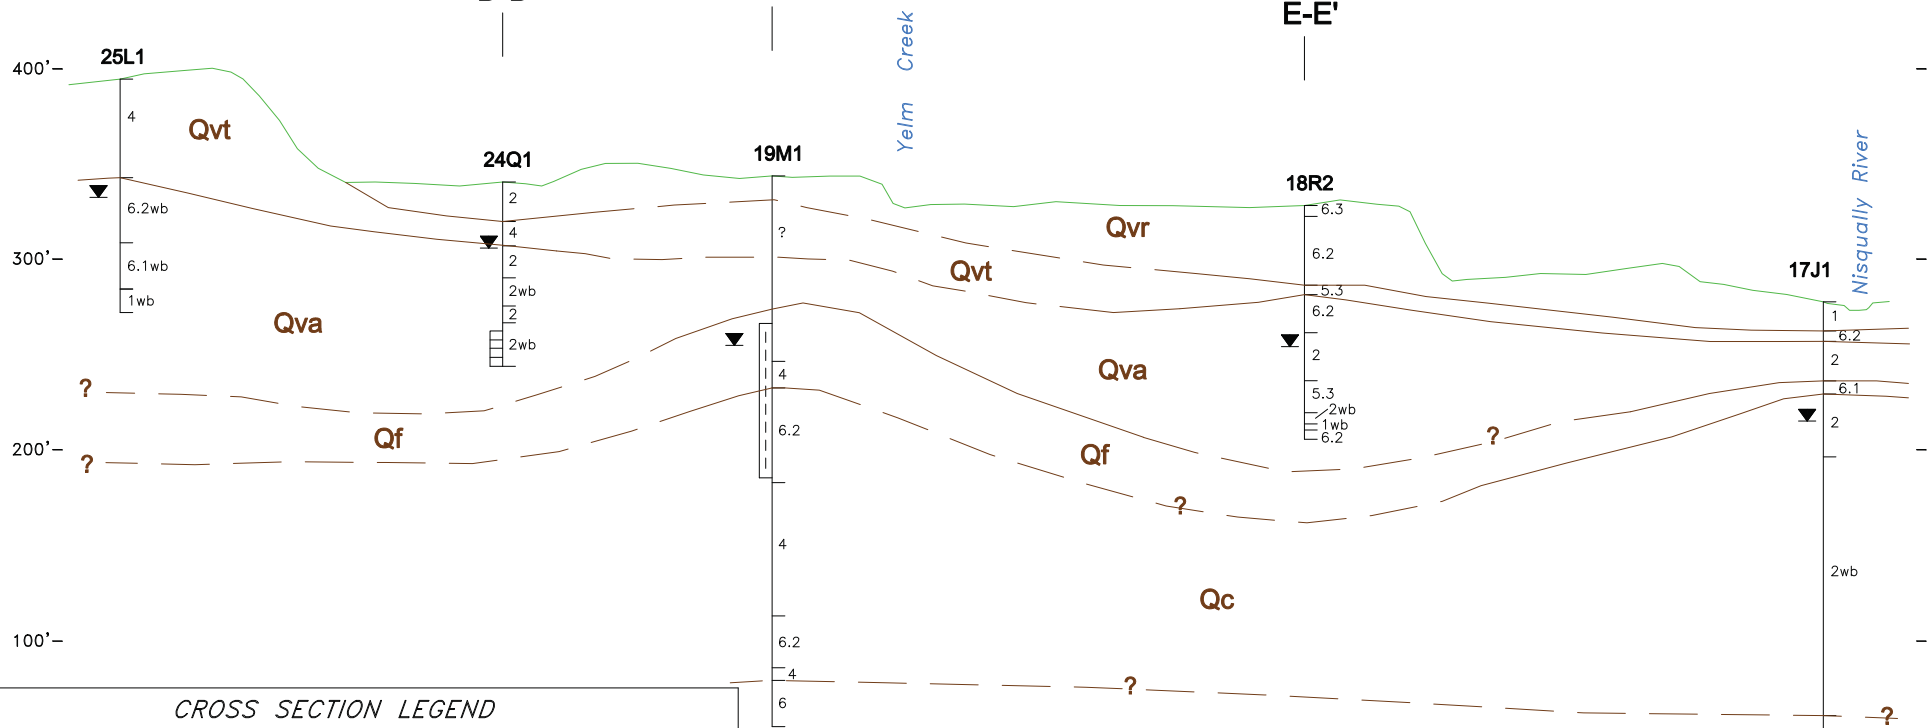 E-E'
Yelm Creek
400'
25L1
400'
4
Qvt
Nisqually River
24Q1
19M1
18R2
2
6.3
6.2wb
Qvr
4
?
6.2
300'
6.1wb
2
Qvt
17J1
1wb
2wb
5.3
6.2
1
2
6.2
Qva
2wb
2
2
Qva
4
5.3
6.1
?
2wb
2
1wb
Qf
6.2
6.2
?
200'
?
Qf
?
4
2wb
Qc
100'
6.2
4
?
6
?
CROSS SECTION LEGEND